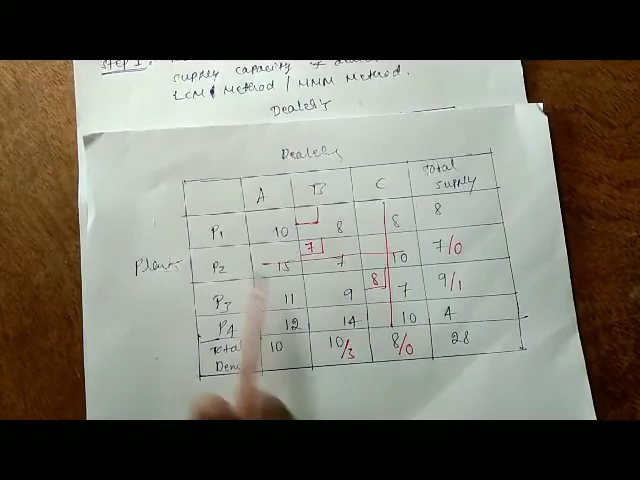 STEP 1:
supply capacity
LCM Method / MMM Method.
Dealers
Dealers
A B C Total supply
P1 10 8 8 8
Plants P2 15 7 7 10 7/0
P3 11 9 8 7 9/1
P4 12 14 10 4
Total Dem 10 10/3 8/0 28